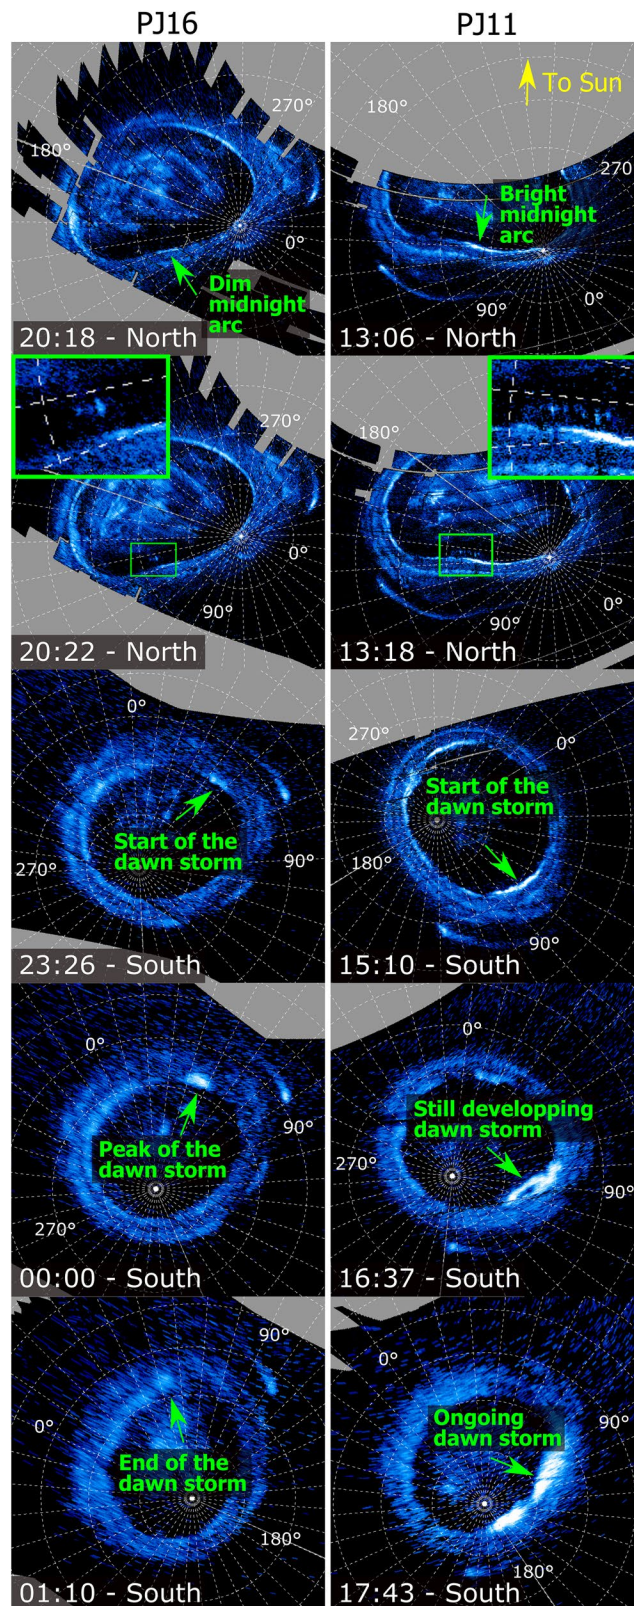 PJ16
PJ11
270°
180°
0°
Dim
midnight
arc
20:18 - North
To Sun
180°
270°
Bright
midnight
arc
0°
90°
13:06 - North
270°
0°
90°
20:22 - North
180°
0°
90°
13:18 - North
0°
Start of the
dawn storm
90°
270°
23:26 - South
270°
0°
Start of the
dawn storm
180°
90°
15:10 - South
0°
90°
Peak of the
dawn storm
270°
00:00 - South
0°
Still developping
dawn storm
270°
90°
16:37 - South
90°
0°
End of the
dawn storm
180°
01:10 - South
0°
90°
Ongoing
dawn storm
180°
17:43 - South